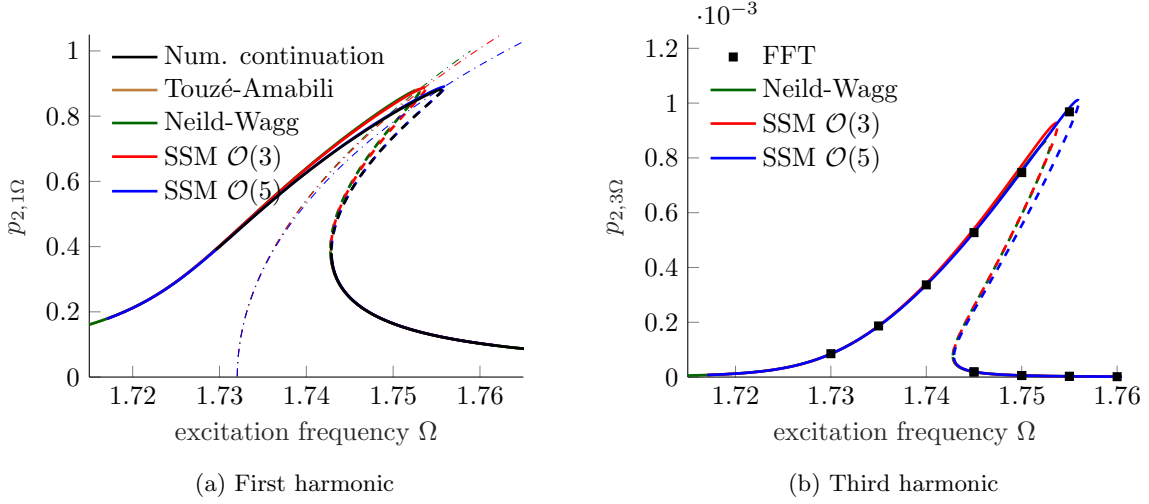 1
0.8
0.6
0.4
0.2
0
p2,1Ω
Num. continuation
Touzé-Amabili
Neild-Wagg
SSM O(3)
SSM O(5)
1.72 1.73 1.74 1.75 1.76
excitation frequency Ω
(a) First harmonic
·10−3
1.2
1
0.8
0.6
0.4
0.2
0
p2,3Ω
FFT
Neild-Wagg
SSM O(3)
SSM O(5)
1.72 1.73 1.74 1.75 1.76
excitation frequency Ω
(b) Third harmonic